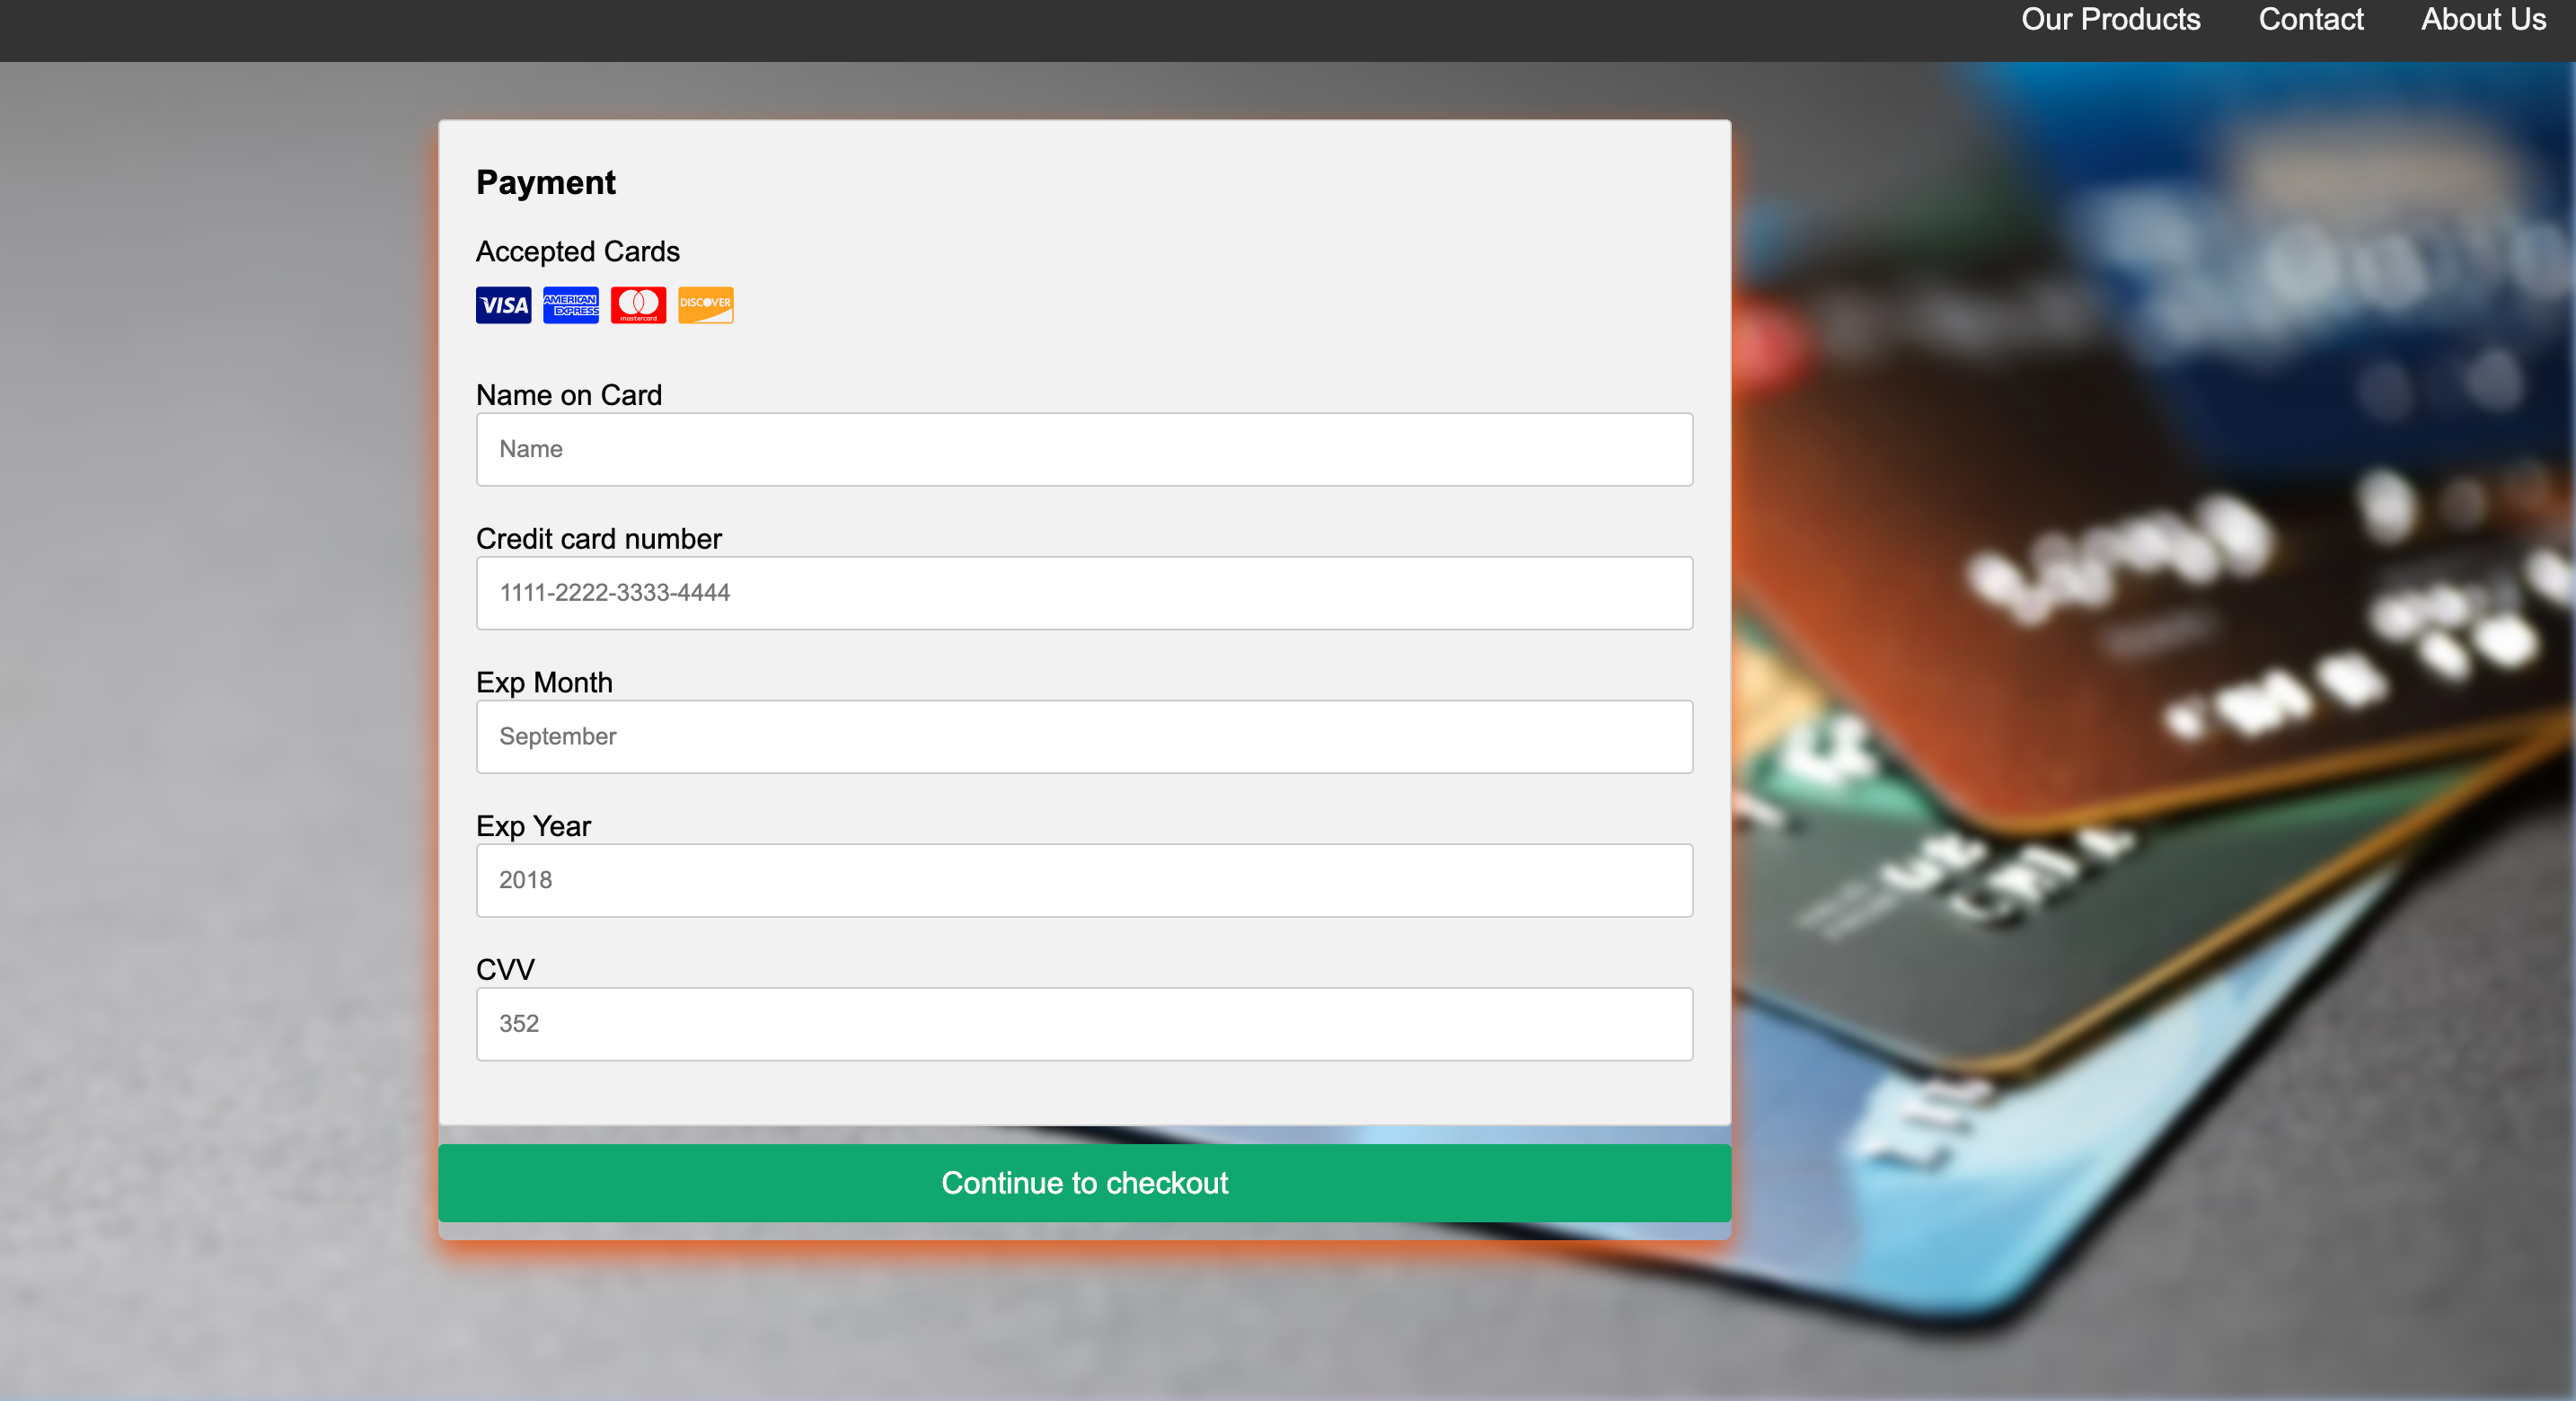 Our Products Contact About Us
Payment
Accepted Cards
VISA AMERICAN EXPRESS mastercard DISCOVER
Name on Card
Name
Credit card number
1111-2222-3333-4444
Exp Month
September
Exp Year
2018
CVV
352
Continue to checkout